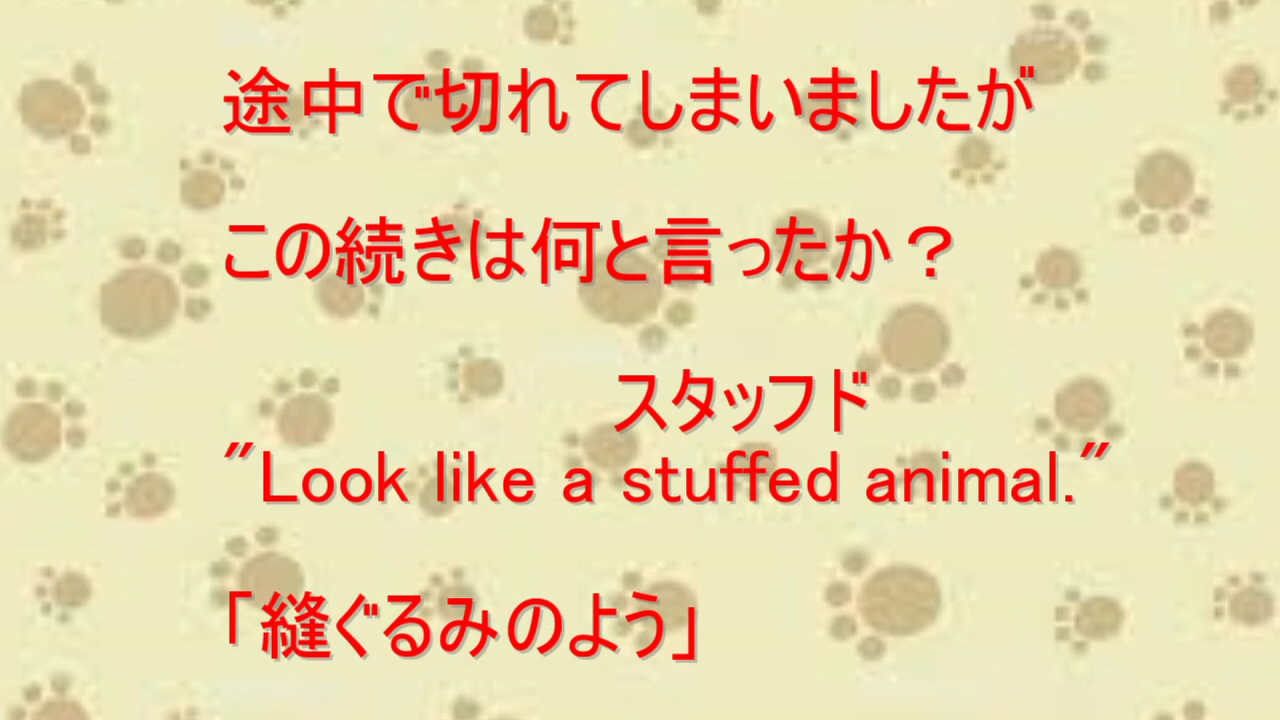 途中で切れてしまいましたが
この続きは何と言ったか？
スタッフド
"Look like a stuffed animal."
「縫ぐるみのよう」